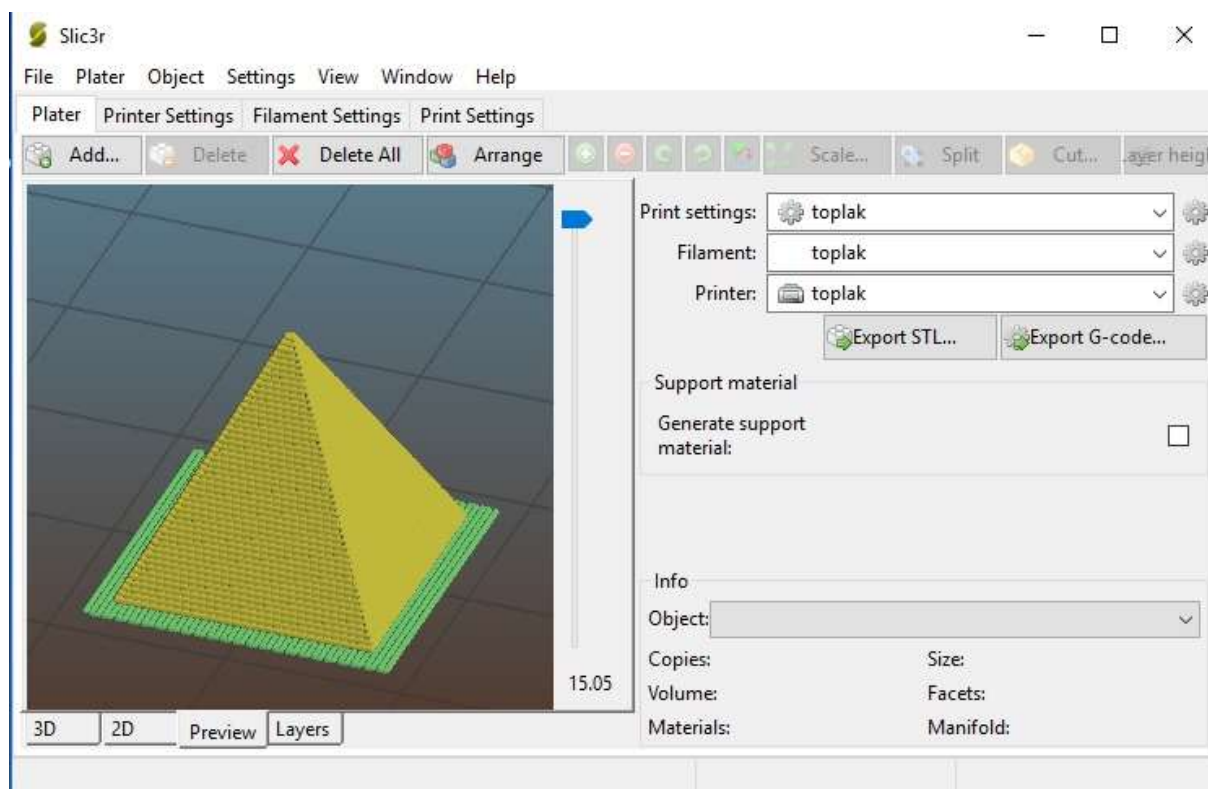 Slic3r
File Plater Object Settings View Window Help
Plater Printer Settings Filament Settings Print Settings
Add... Delete Delete All Arrange Scale... Split Cut...
Print settings: toplak
Filament: toplak
Printer: toplak
Export STL... Export G-code...
Support material
Generate support
material:
15.05
Info
Object:
Copies: Size:
Volume: Facets:
Materials: Manifold:
3D 2D Preview Layers